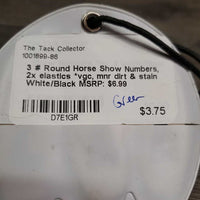 The Tack Collector
1001899-86
3 # Round Horse Show Numbers,
2x elastics *vgc, mnr dirt & stain
White/Black MSRP: $6.99
Green
$3.75
D7E1GR